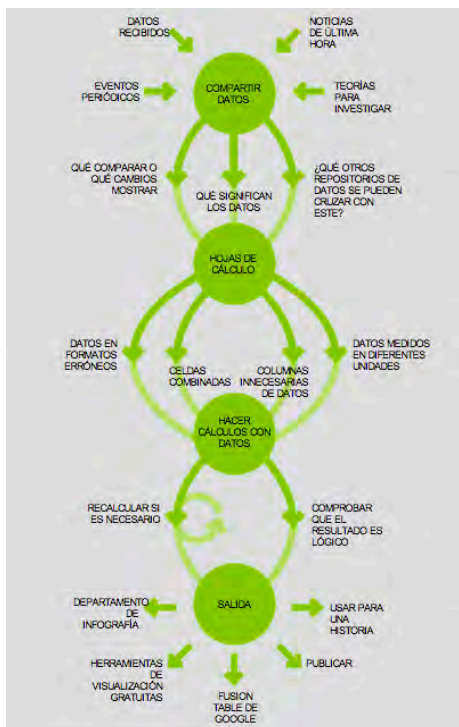 DATOS
RECIBIDOS
NOTICIAS
DE ÚLTIMA
HORA
EVENTOS
PERIÓDICOS
COMPARTIR
DATOS
TEORÍAS
PARA
INVESTIGAR
QUÉ COMPARAR O
QUÉ CAMBIOS
MOSTRAR
QUÉ SIGNIFICAN
LOS DATOS
¿QUÉ OTROS
REPOSITORIOS DE
DATOS SE PUEDEN
CRUZAR CON
ESTE?
HOJAS DE
CÁLCULO
DATOS EN
FORMATOS
ERRÓNEOS
CELDAS
COMBINADAS
COLUMNAS
INNECESARIAS
DE DATOS
DATOS MEDIDOS
EN DIFERENTES
UNIDADES
HACER
CÁLCULOS CON
DATOS
RECALCULAR SI
ES NECESARIO
COMPROBAR
QUE EL
RESULTADO ES
LÓGICO
SALIDA
DEPARTAMENTO
DE
INFOGRAFÍA
USAR PARA
UNA
HISTORIA
HERRAMIENTAS
DE
VISUALIZACIÓN
GRATUITAS
FUSION
TABLE DE
GOOGLE
PUBLICAR